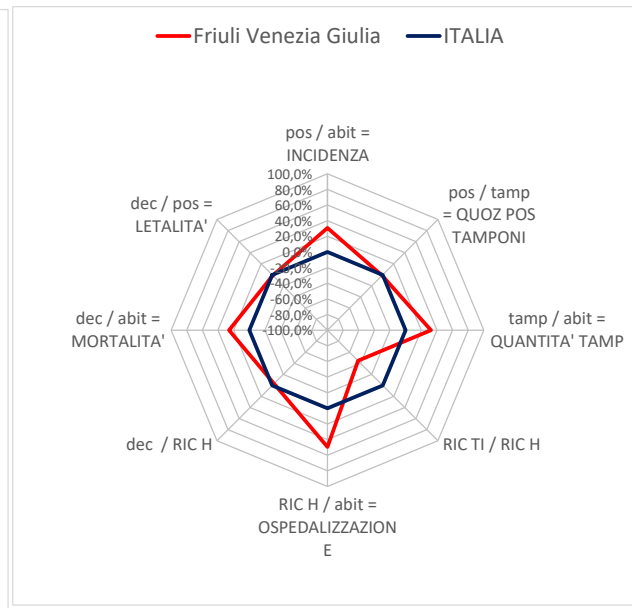 Friuli Venezia Giulia ITALIA
pos / abit =
INCIDENZA
pos / tamp
= QUOZ POS
TAMPONI
tamp / abit =
QUANTITA' TAMP
RIC TI / RIC H
RIC H / abit =
OSPEDALIZZAZION
E
dec / RIC H
dec / abit =
MORTALITA'
dec / pos =
LETALITA'
100,0%
80,0%
60,0%
40,0%
20,0%
0,0%
-20,0%
-40,0%
-60,0%
-80,0%
-100,0%